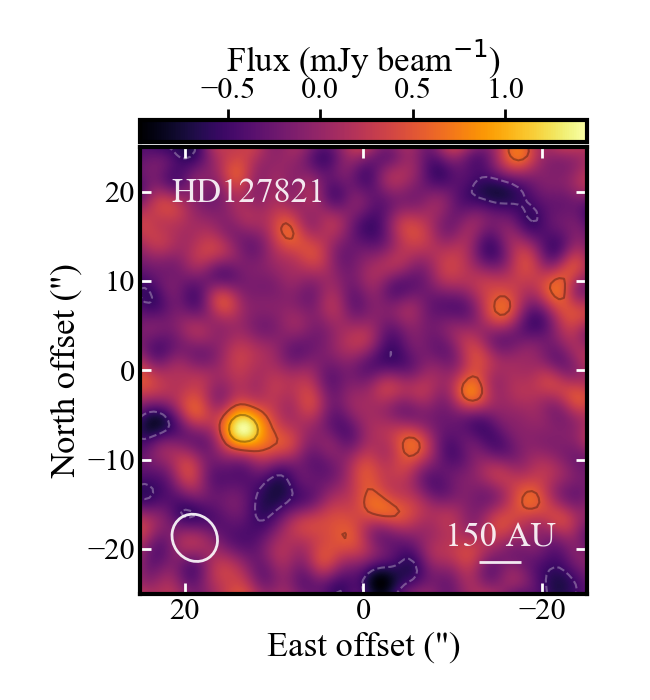 Flux (mJy beam⁻¹)
−0.5 0.0 0.5 1.0
HD127821
20
10
0
−10
−20
North offset (")
150 AU
20 0 −20
East offset (")